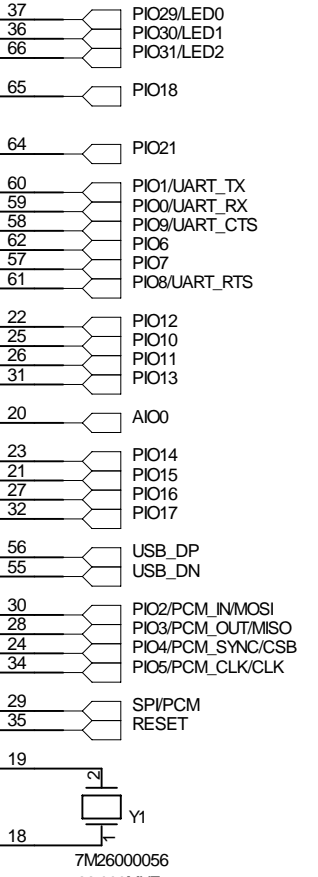 37 PIO29/LED0
36 PIO30/LED1
66 PIO31/LED2
65 PIO18
64 PIO21
60 PIO1/UART_TX
59 PIO0/UART_RX
58 PIO9/UART_CTS
62 PIO6
57 PIO7
61 PIO8/UART_RTS
22 PIO12
25 PIO10
26 PIO11
31 PIO13
20 AIO0
23 PIO14
21 PIO15
27 PIO16
32 PIO17
56 USB_DP
55 USB_DN
30 PIO2/PCM_IN/MOSI
28 PIO3/PCM_OUT/MISO
24 PIO4/PCM_SYNC/CSB
34 PIO5/PCM_CLK/CLK
29 SPI/PCM
35 RESET
19
2
Y1
1
18
7M26000056